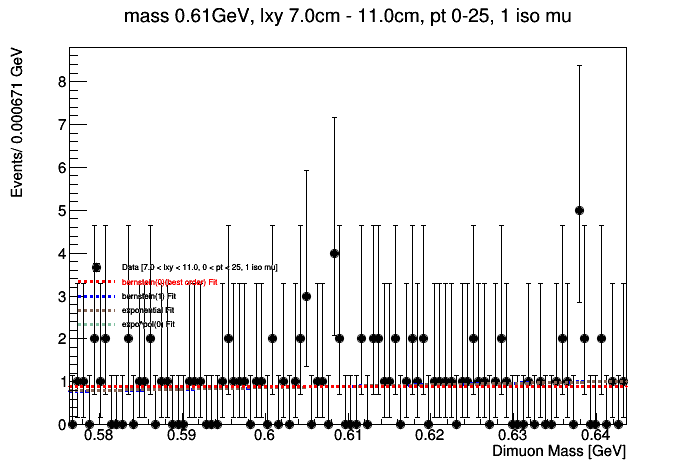 mass 0.61GeV, lxy 7.0cm - 11.0cm, pt 0-25, 1 iso mu
Events/ 0.000671 GeV
8
7
6
5
4
3
2
1
0
Data [7.0 < lxy < 11.0, 0 < pt < 25, 1 iso mu]
bernstein(0)(best order) Fit
bernstein(1) Fit
exponential Fit
expo*pol(0) Fit
0.58 0.59 0.6 0.61 0.62 0.63 0.64
Dimuon Mass [GeV]